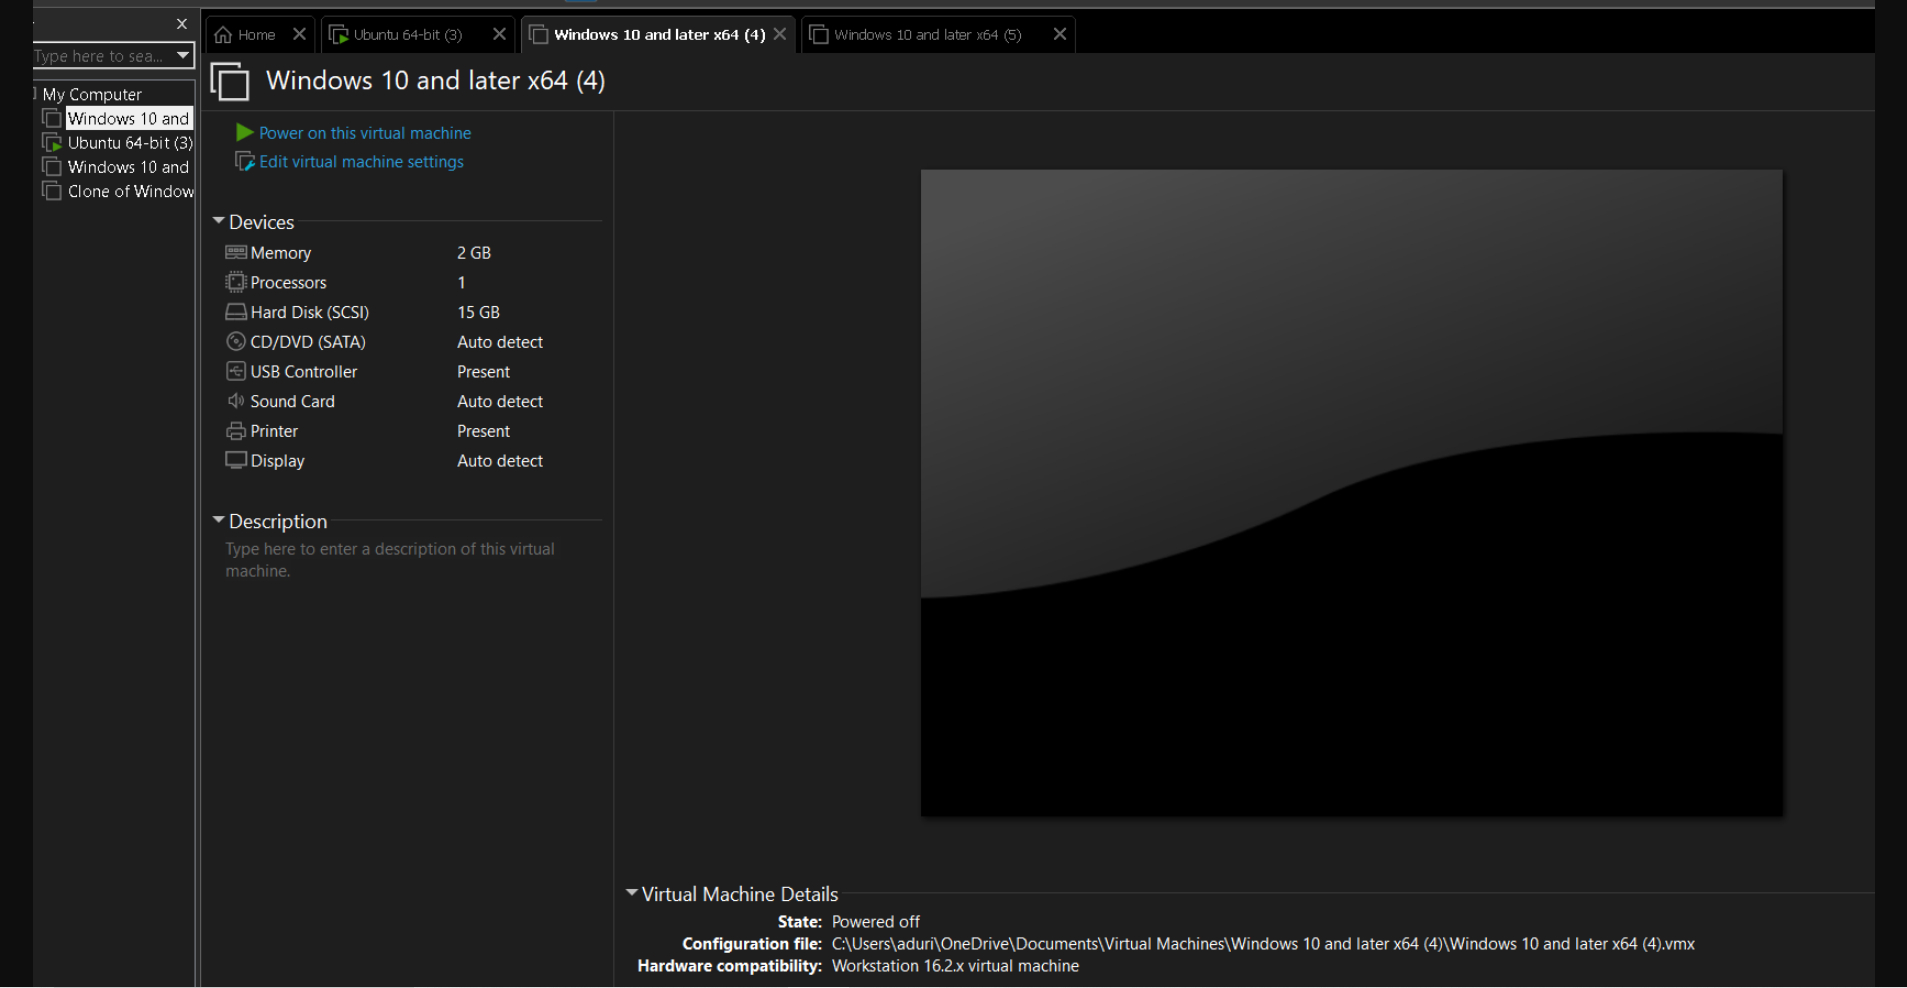 Home
Ubuntu 64-bit (3)
Windows 10 and later x64 (4)
Windows 10 and later x64 (5)
Type here to sea...
My Computer
Windows 10 and
Ubuntu 64-bit (3)
Windows 10 and
Clone of Window
Windows 10 and later x64 (4)
Power on this virtual machine
Edit virtual machine settings
Devices
Memory 2 GB
Processors 1
Hard Disk (SCSI) 15 GB
CD/DVD (SATA) Auto detect
USB Controller Present
Sound Card Auto detect
Printer Present
Display Auto detect
Description
Type here to enter a description of this virtual
machine.
Virtual Machine Details
State: Powered off
Configuration file: C:\Users\aduri\OneDrive\Documents\Virtual Machines\Windows 10 and later x64 (4)\Windows 10 and later x64 (4).vmx
Hardware compatibility: Workstation 16.2.x virtual machine